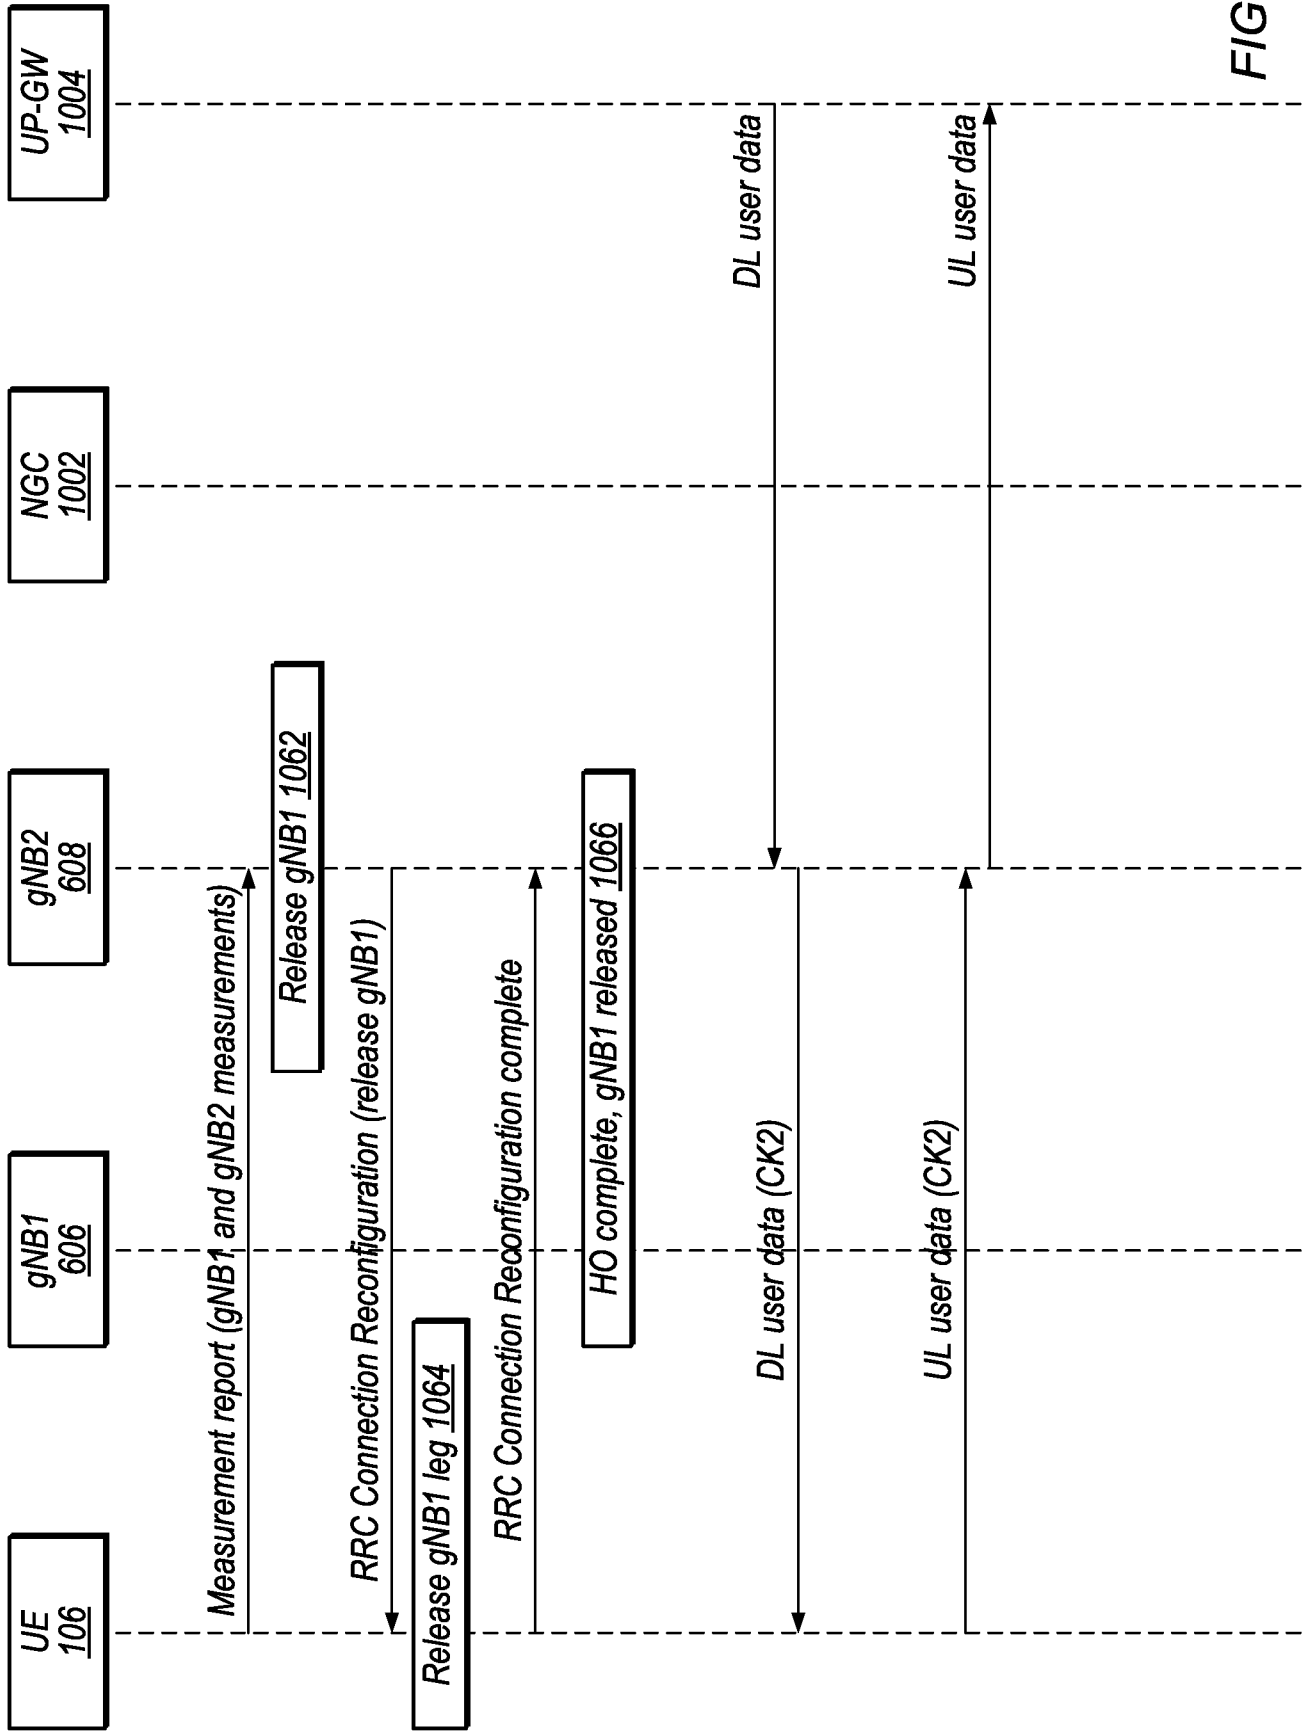 UE
106
gNB1
606
gNB2
608
NGC
1002
UP-GW
1004
Measurement report (gNB1 and gNB2 measurements)
Release gNB1 1062
RRC Connection Reconfiguration (release gNB1)
Release gNB1 leg 1064
RRC Connection Reconfiguration complete
HO complete, gNB1 released 1066
DL user data
DL user data (CK2)
UL user data (CK2)
UL user data
FIG